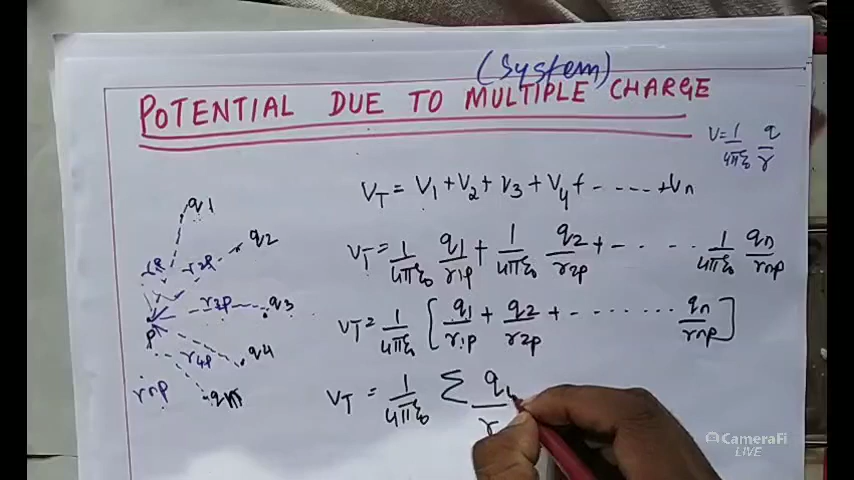 (System)
POTENTIAL DUE TO MULTIPLE CHARGE
V = 1/4πε₀ q/r
V_T = V1 + V2 + V3 + V4 + - - - - - + Vn
V_T = 1/4πε₀ q1/r1p + 1/4πε₀ q2/r2p + - - - - - 1/4πε₀ qn/rnp
V_T = 1/4πε₀ [ q1/r1p + q2/r2p + - - - - - - - qn/rnp ]
V_T = 1/4πε₀ Σ q/r
q1
q2
r2p
r3p
q3
P
r4p
q4
rnp
CameraFi
LIVE